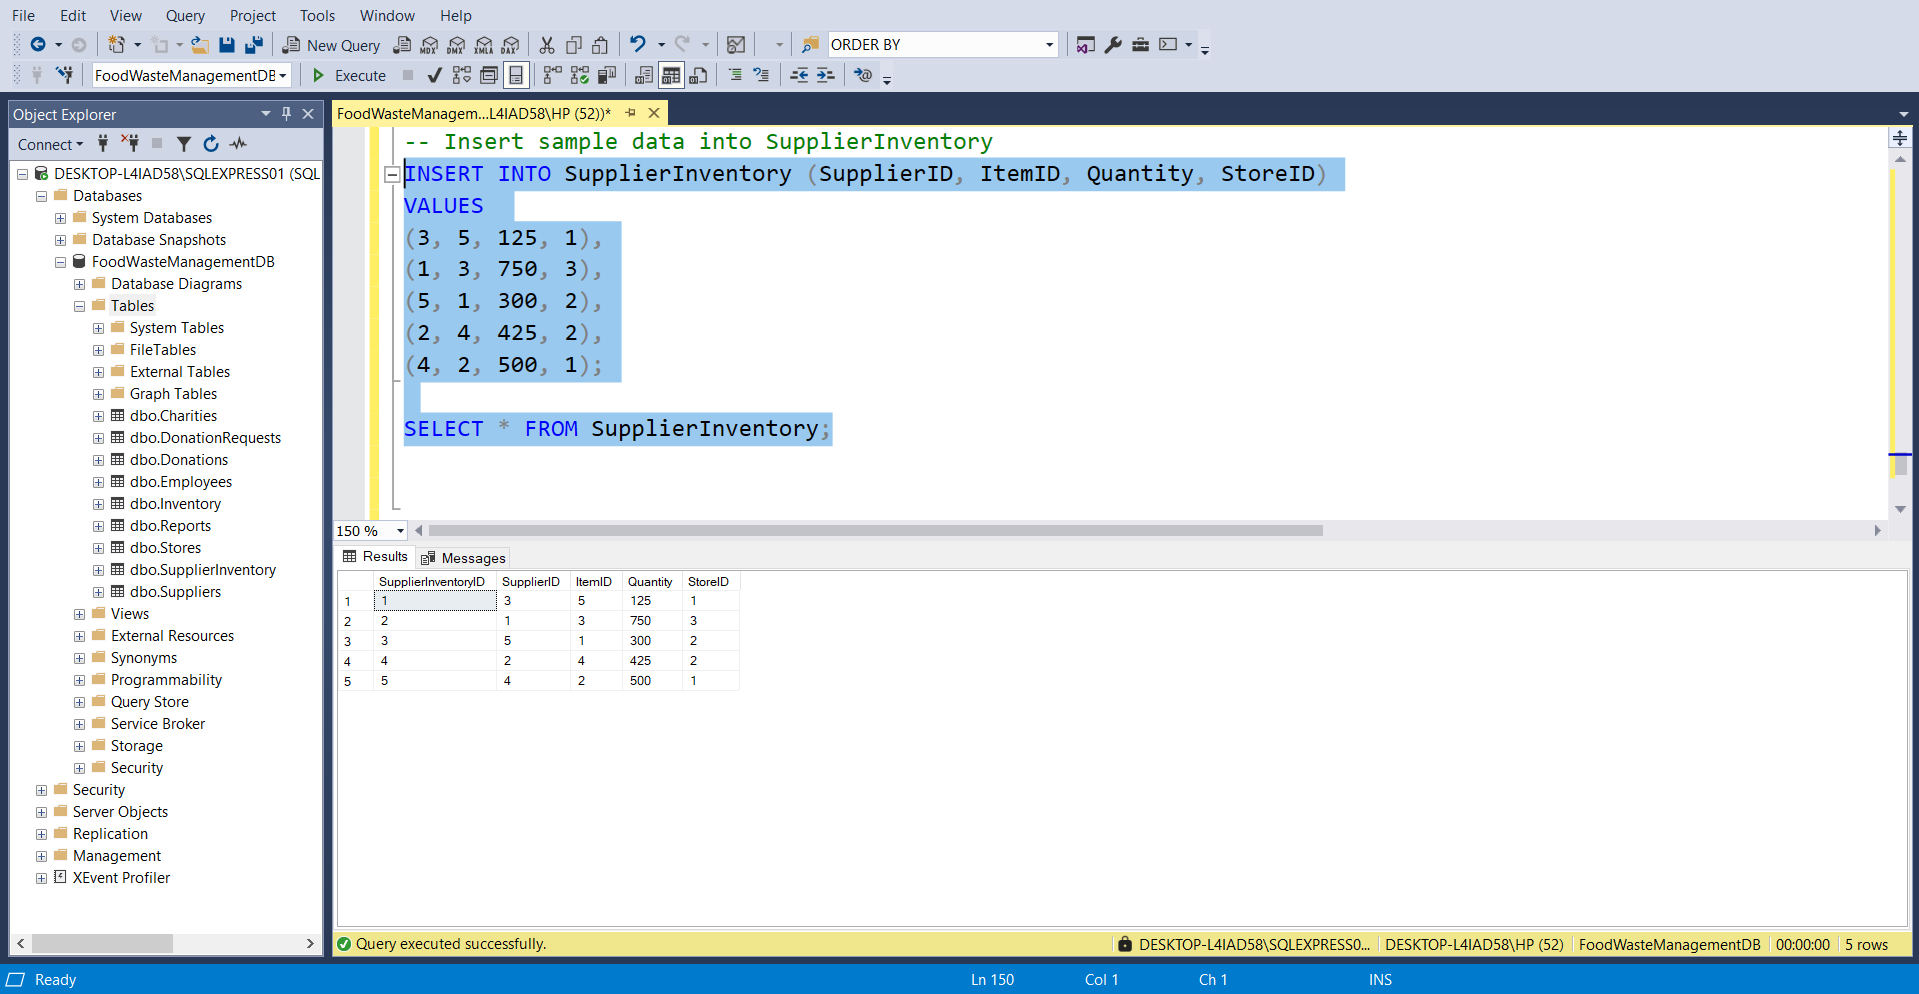 File Edit View Query Project Tools Window Help
New Query MDX DMX XMLA DAX ORDER BY
FoodWasteManagementDB Execute
Object Explorer
Connect
DESKTOP-L4IAD58\SQLEXPRESS01 (SQL
Databases
System Databases
Database Snapshots
FoodWasteManagementDB
Database Diagrams
Tables
System Tables
FileTables
External Tables
Graph Tables
dbo.Charities
dbo.DonationRequests
dbo.Donations
dbo.Employees
dbo.Inventory
dbo.Reports
dbo.Stores
dbo.SupplierInventory
dbo.Suppliers
Views
External Resources
Synonyms
Programmability
Query Store
Service Broker
Storage
Security
Security
Server Objects
Replication
Management
XEvent Profiler
FoodWasteManagem...L4IAD58\HP (52))*
-- Insert sample data into SupplierInventory
INSERT INTO SupplierInventory (SupplierID, ItemID, Quantity, StoreID)
VALUES
(3, 5, 125, 1),
(1, 3, 750, 3),
(5, 1, 300, 2),
(2, 4, 425, 2),
(4, 2, 500, 1);
SELECT * FROM SupplierInventory;
150 %
Results Messages
SupplierInventoryID SupplierID ItemID Quantity StoreID
1 1 3 5 125 1
2 2 1 3 750 3
3 3 5 1 300 2
4 4 2 4 425 2
5 5 4 2 500 1
Query executed successfully. DESKTOP-L4IAD58\SQLEXPRESS0... DESKTOP-L4IAD58\HP (52) FoodWasteManagementDB 00:00:00 5 rows
Ready Ln 150 Col 1 Ch 1 INS